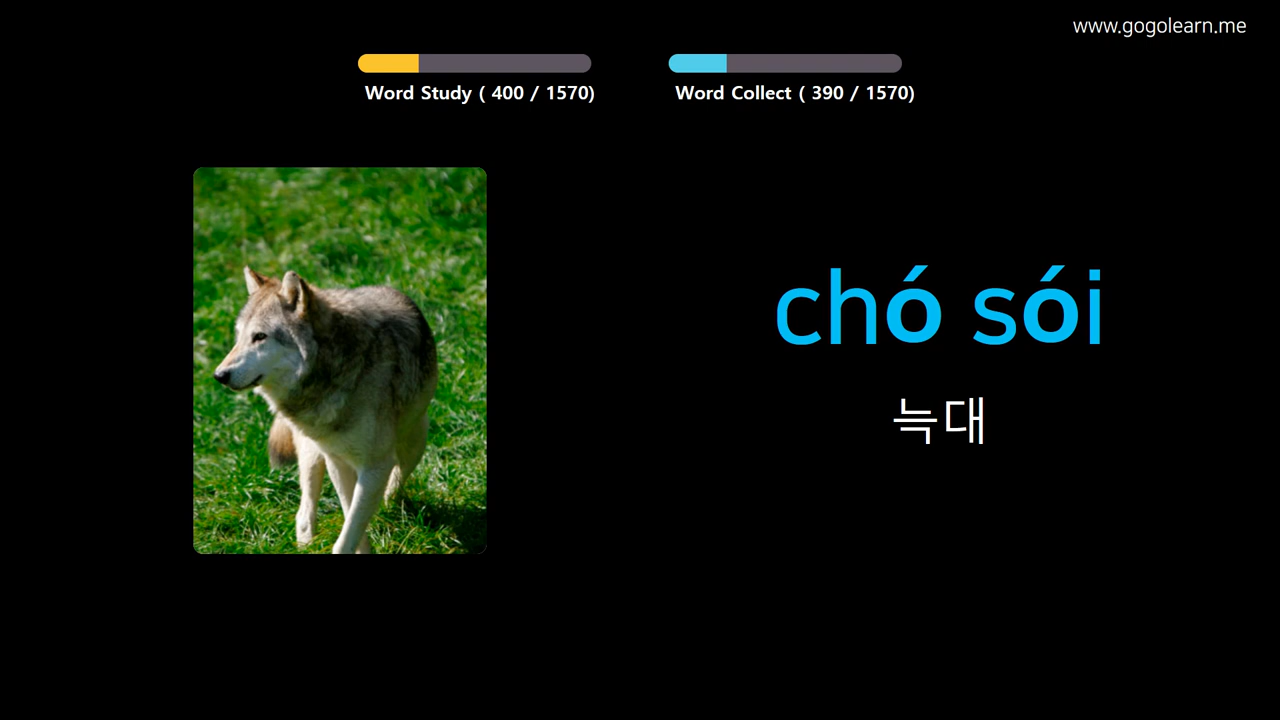 www.gogolearn.me
Word Study ( 400 / 1570)
Word Collect ( 390 / 1570)
chó sói
늑대